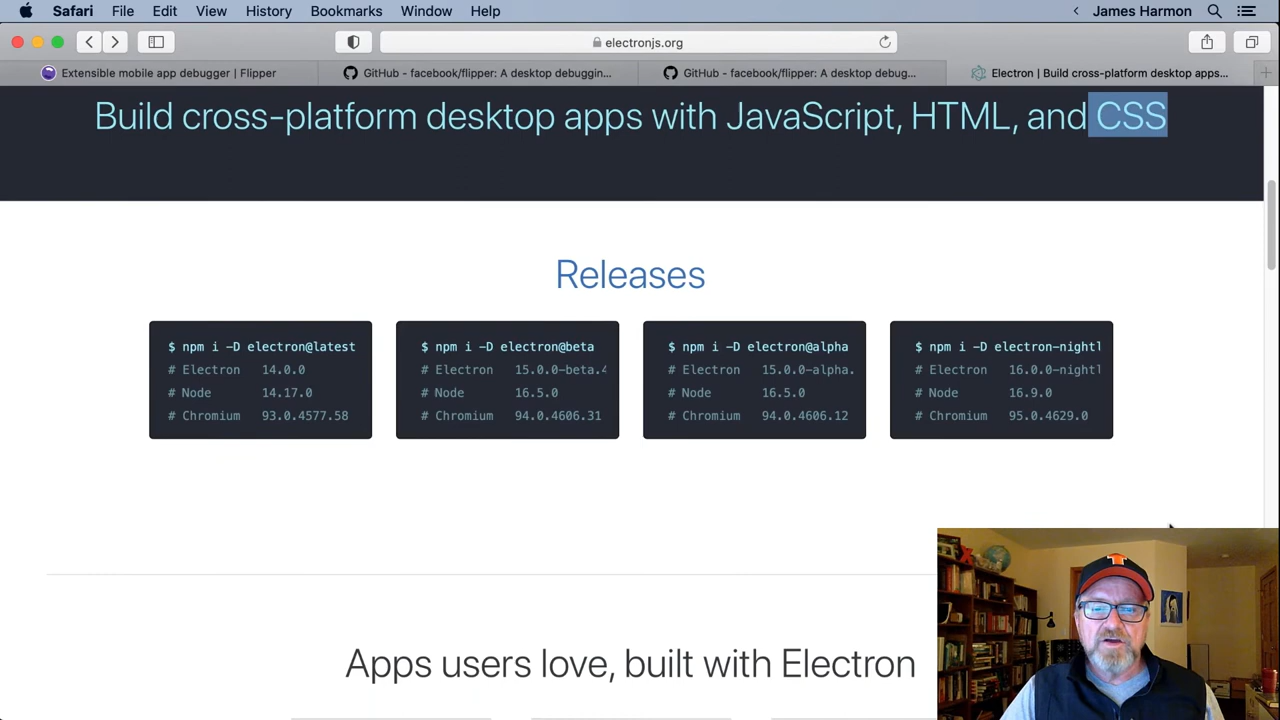 Safari File Edit View History Bookmarks Window Help James Harmon
electronjs.org
Extensible mobile app debugger | Flipper
GitHub - facebook/flipper: A desktop debuggin...
GitHub - facebook/flipper: A desktop debug...
Electron | Build cross-platform desktop apps...
Build cross-platform desktop apps with JavaScript, HTML, and CSS
Releases
$ npm i -D electron@latest
# Electron 14.0.0
# Node 14.17.0
# Chromium 93.0.4577.58
$ npm i -D electron@beta
# Electron 15.0.0-beta.4
# Node 16.5.0
# Chromium 94.0.4606.31
$ npm i -D electron@alpha
# Electron 15.0.0-alpha.
# Node 16.5.0
# Chromium 94.0.4606.12
$ npm i -D electron-nightl
# Electron 16.0.0-nightl
# Node 16.9.0
# Chromium 95.0.4629.0
Apps users love, built with Electron